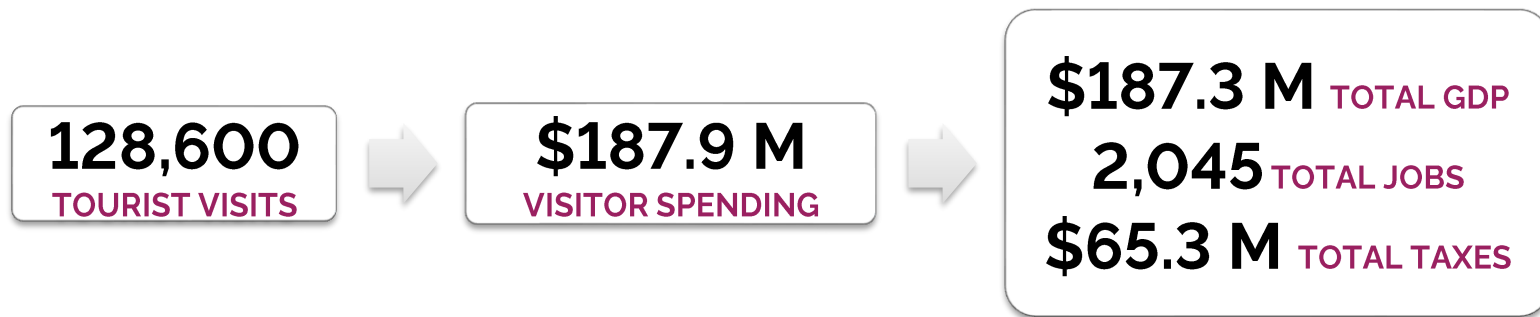 128,600
TOURIST VISITS
$187.9 M
VISITOR SPENDING
$187.3 M TOTAL GDP
2,045 TOTAL JOBS
$65.3 M TOTAL TAXES